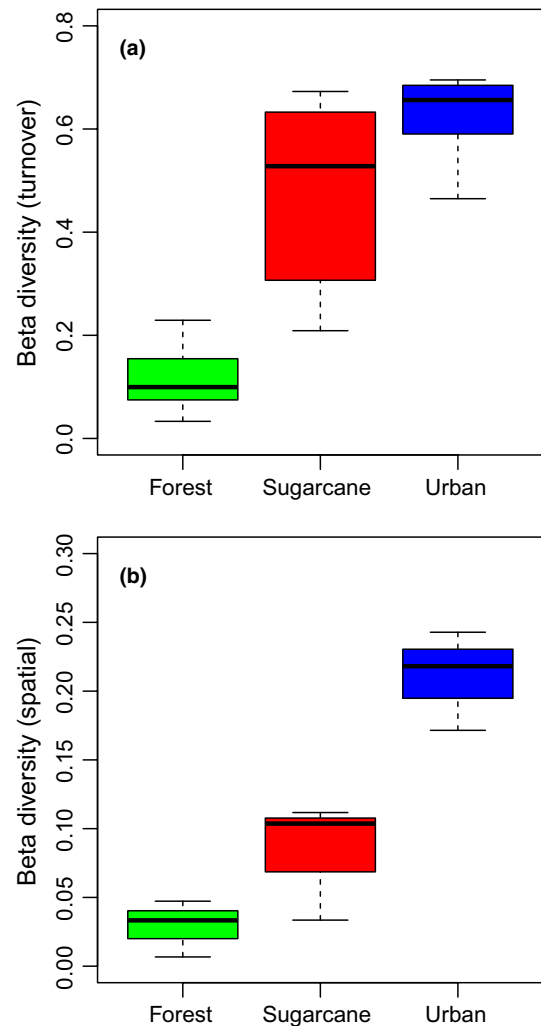 (a)
Beta diversity (turnover)
0.8
0.6
0.4
0.2
0.0
Forest Sugarcane Urban
(b)
Beta diversity (spatial)
0.30
0.25
0.20
0.15
0.10
0.05
0.00
Forest Sugarcane Urban